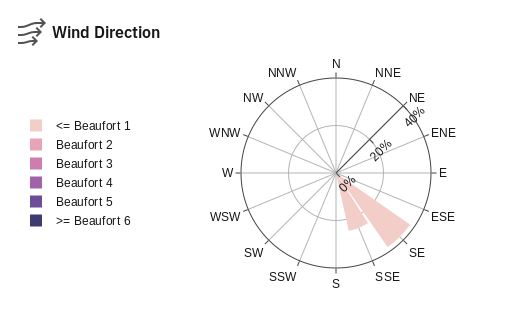 Wind Direction
<= Beaufort 1
Beaufort 2
Beaufort 3
Beaufort 4
Beaufort 5
>= Beaufort 6
N
NNE
NE
ENE
E
ESE
SE
SSE
S
SSW
SW
WSW
W
WNW
NW
NNW
0%
20%
40%